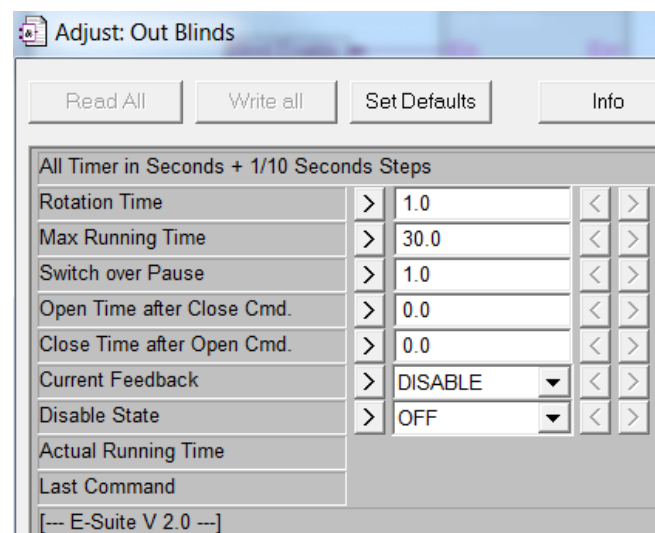 Adjust: Out Blinds
Read All Write all Set Defaults Info
All Timer in Seconds + 1/10 Seconds Steps
Rotation Time > 1.0 < >
Max Running Time > 30.0 < >
Switch over Pause > 1.0 < >
Open Time after Close Cmd. > 0.0 < >
Close Time after Open Cmd. > 0.0 < >
Current Feedback > DISABLE < >
Disable State > OFF < >
Actual Running Time
Last Command
[--- E-Suite V 2.0 ---]